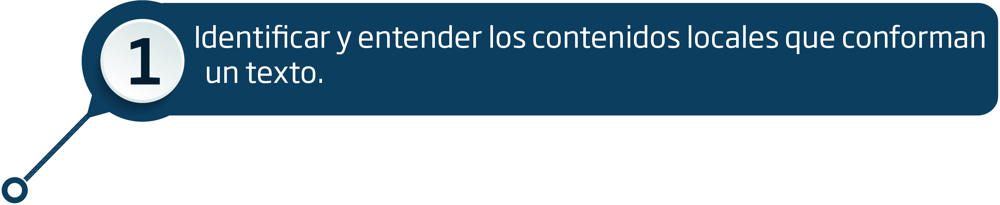 1
Identificar y entender los contenidos locales que conforman
un texto.